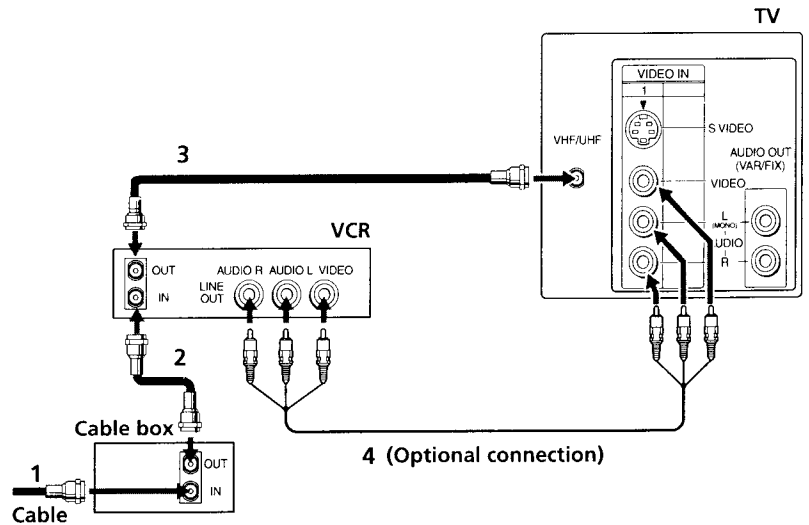 TV
VIDEO IN
1
S VIDEO
VHF/UHF
AUDIO OUT
(VAR/FIX)
VIDEO
L
(MONO)
UDIO
R
3
VCR
OUT
IN
AUDIO R AUDIO L VIDEO
LINE
OUT
2
Cable box
OUT
IN
1
Cable
4 (Optional connection)